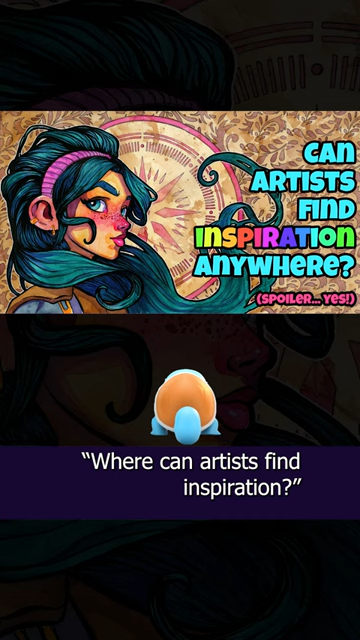 CAN
ARTISTS
FIND
INSPIRATION
ANYWHERE?
(SPOILER... YES!)
“Where can artists find
inspiration?”